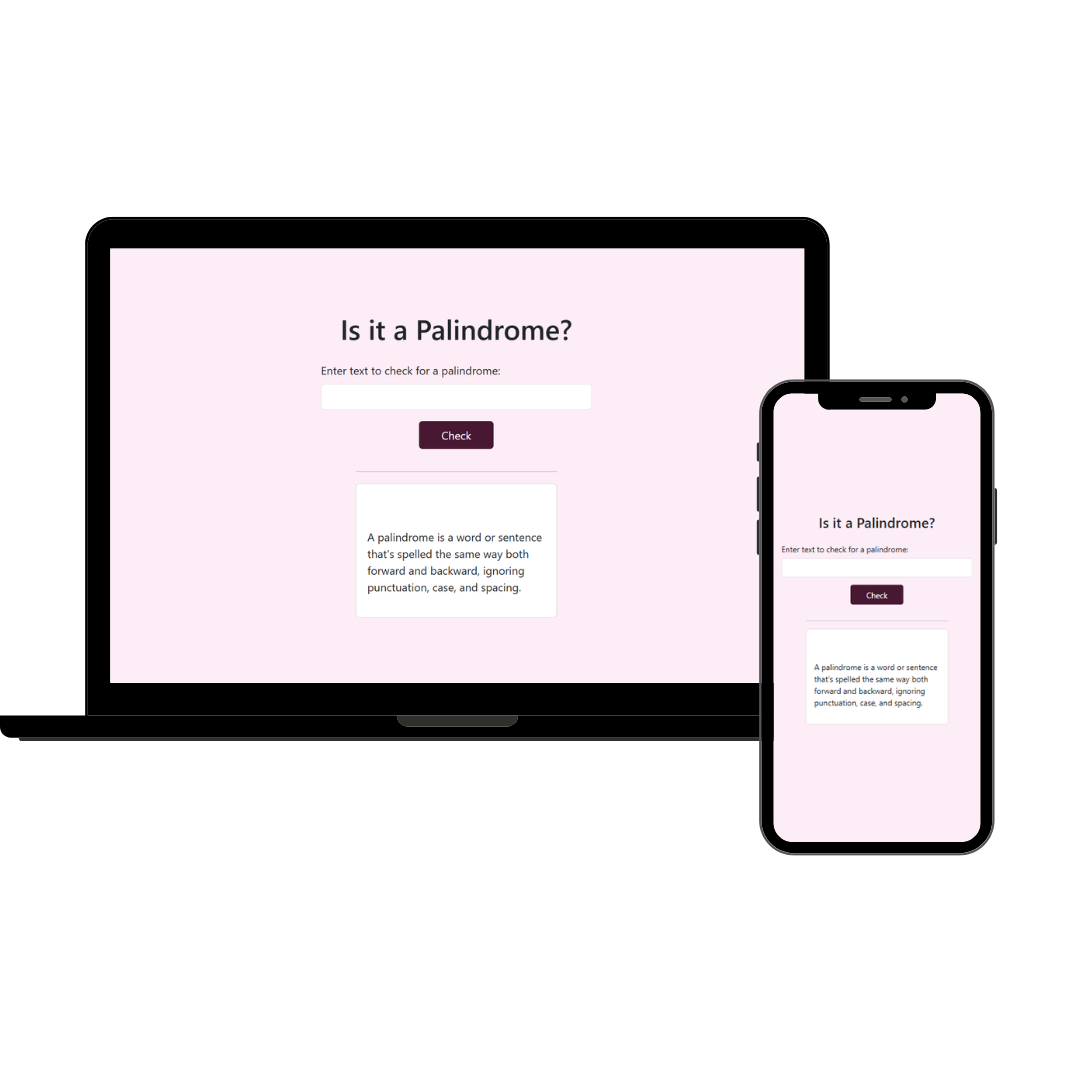 Is it a Palindrome?
Enter text to check for a palindrome:
Check
A palindrome is a word or sentence
that's spelled the same way both
forward and backward, ignoring
punctuation, case, and spacing.
Is it a Palindrome?
Enter text to check for a palindrome:
Check
A palindrome is a word or sentence
that's spelled the same way both
forward and backward, ignoring
punctuation, case, and spacing.